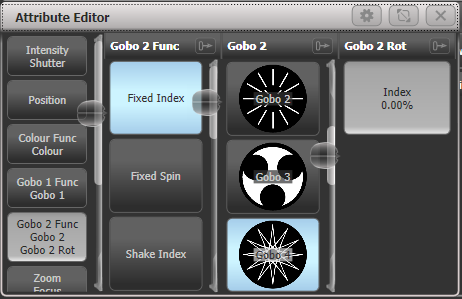 Attribute Editor
Intensity
Shutter
Position
Colour Func
Colour
Gobo 1 Func
Gobo 1
Gobo 2 Func
Gobo 2
Gobo 2 Rot
Zoom
Focus
Gobo 2 Func
Fixed Index
Fixed Spin
Shake Index
Gobo 2
Gobo 2
Gobo 3
Gobo 4
Gobo 2 Rot
Index
0.00%